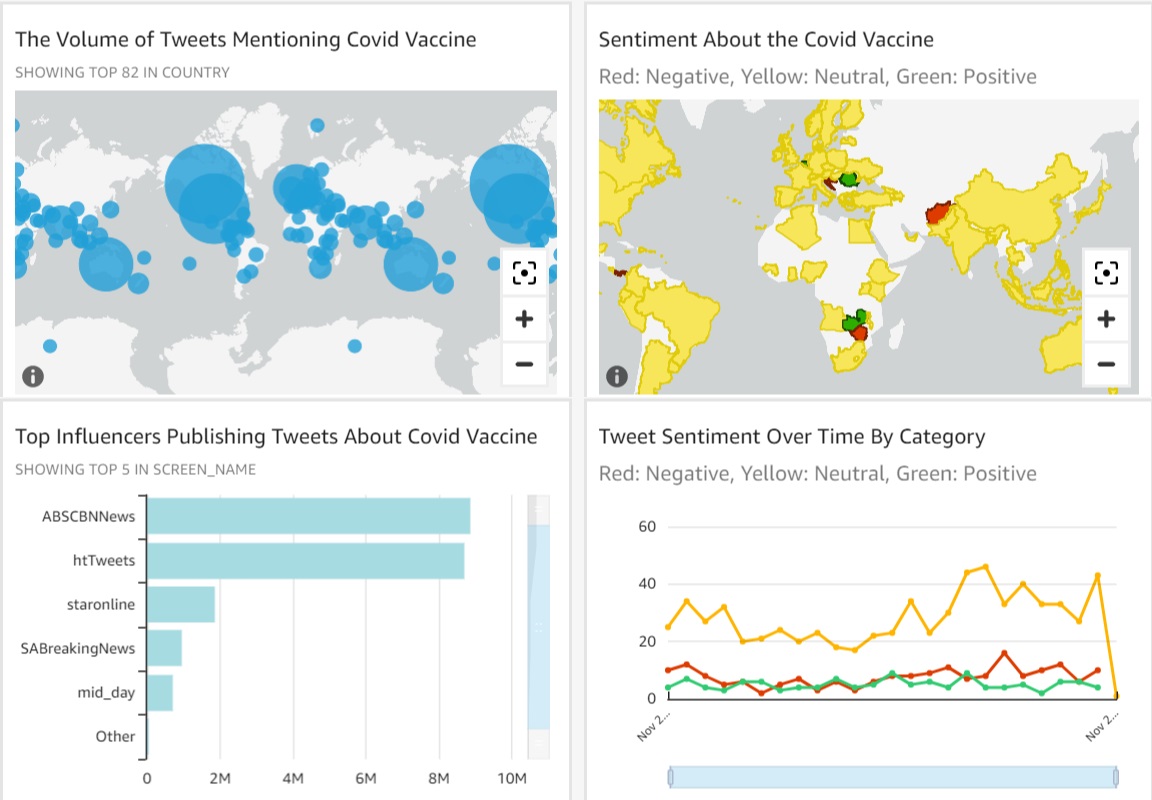 The Volume of Tweets Mentioning Covid Vaccine
SHOWING TOP 82 IN COUNTRY
Sentiment About the Covid Vaccine
Red: Negative, Yellow: Neutral, Green: Positive
Top Influencers Publishing Tweets About Covid Vaccine
SHOWING TOP 5 IN SCREEN_NAME
ABSCBNNews
htTweets
staronline
SABreakingNews
mid_day
Other
0 2M 4M 6M 8M 10M
Tweet Sentiment Over Time By Category
Red: Negative, Yellow: Neutral, Green: Positive
60
40
20
0
Nov 2... Nov 2...